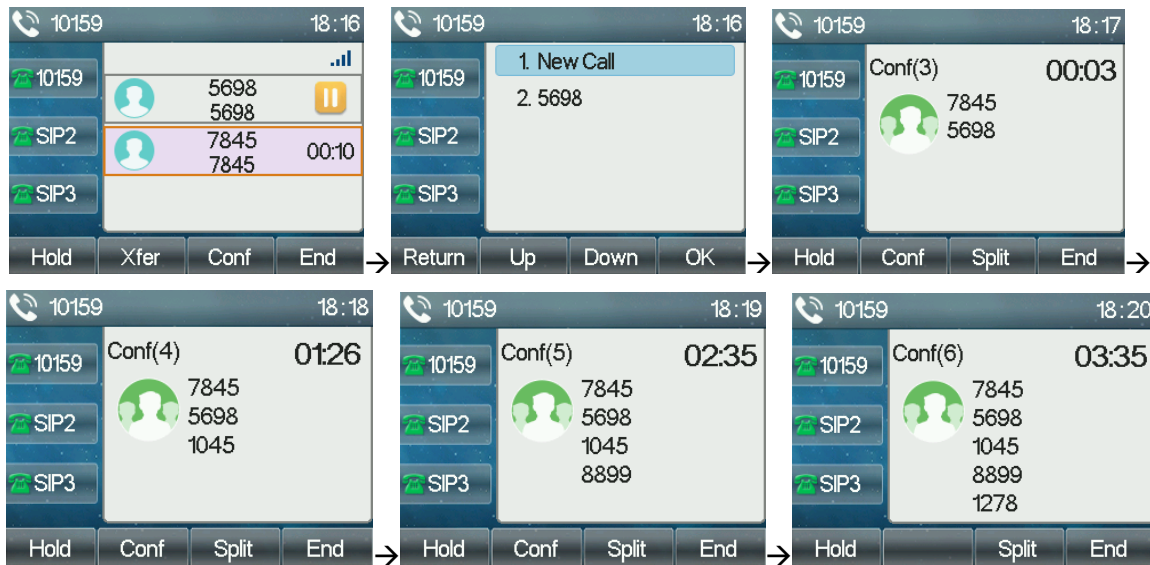 10159 18:16
10159
5698
5698
SIP2
7845
7845 00:10
SIP3
Hold Xfer Conf End →
10159 18:16
1. New Call
10159
2. 5698
SIP2
SIP3
Return Up Down OK →
10159 18:17
Conf(3) 00:03
10159
7845
5698
SIP2
SIP3
Hold Conf Split End →
10159 18:18
Conf(4) 01:26
10159
7845
5698
SIP2
1045
SIP3
Hold Conf Split End →
10159 18:19
Conf(5) 02:35
10159
7845
5698
SIP2
1045
8899
SIP3
Hold Conf Split End →
10159 18:20
Conf(6) 03:35
10159
7845
5698
SIP2
1045
8899
SIP3
1278
Hold Split End